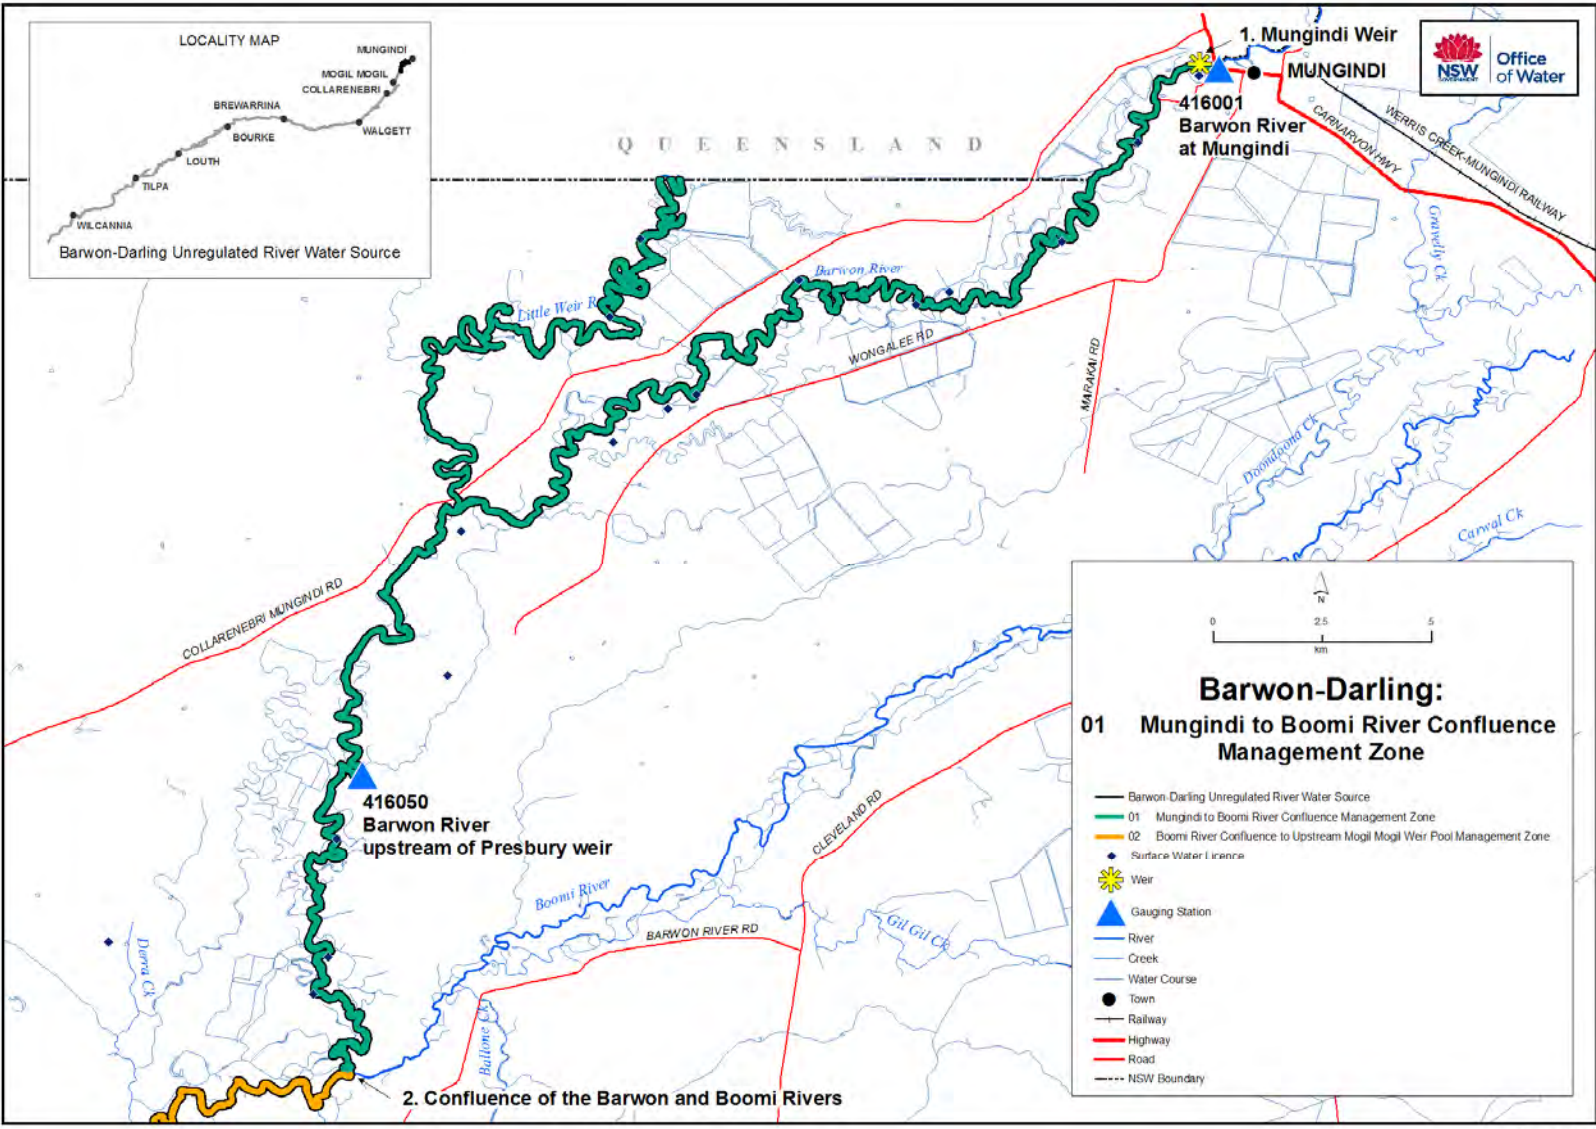 LOCALITY MAP
MUNGINDI
MOGIL MOGIL
COLLARENEBRI
BREWARRINA
WALGETT
BOURKE
LOUTH
TILPA
WILCANNIA
Barwon-Darling Unregulated River Water Source
1. Mungindi Weir
MUNGINDI
416001
Barwon River
at Mungindi
NSW
GOVERNMENT
Office
of Water
QUEENSLAND
CARNARVON HWY
WERRIS CREEK-MUNGINDI RAILWAY
Gravelly Ck
Barwon River
Little Weir R
WONGALEE RD
MARAKAI RD
Doondoona Ck
Carwal Ck
COLLARENEBRI MUNGINDI RD
416050
Barwon River
upstream of Presbury weir
CLEVELAND RD
Boomi River
BARWON RIVER RD
Gil Gil Ck
Derra Ck
Ballone Ck
2. Confluence of the Barwon and Boomi Rivers
N
0 2.5 5
km
Barwon-Darling:
01 Mungindi to Boomi River Confluence
Management Zone
Barwon-Darling Unregulated River Water Source
01 Mungindi to Boomi River Confluence Management Zone
02 Boomi River Confluence to Upstream Mogil Mogil Weir Pool Management Zone
Surface Water Licence
Weir
Gauging Station
River
Creek
Water Course
Town
Railway
Highway
Road
NSW Boundary